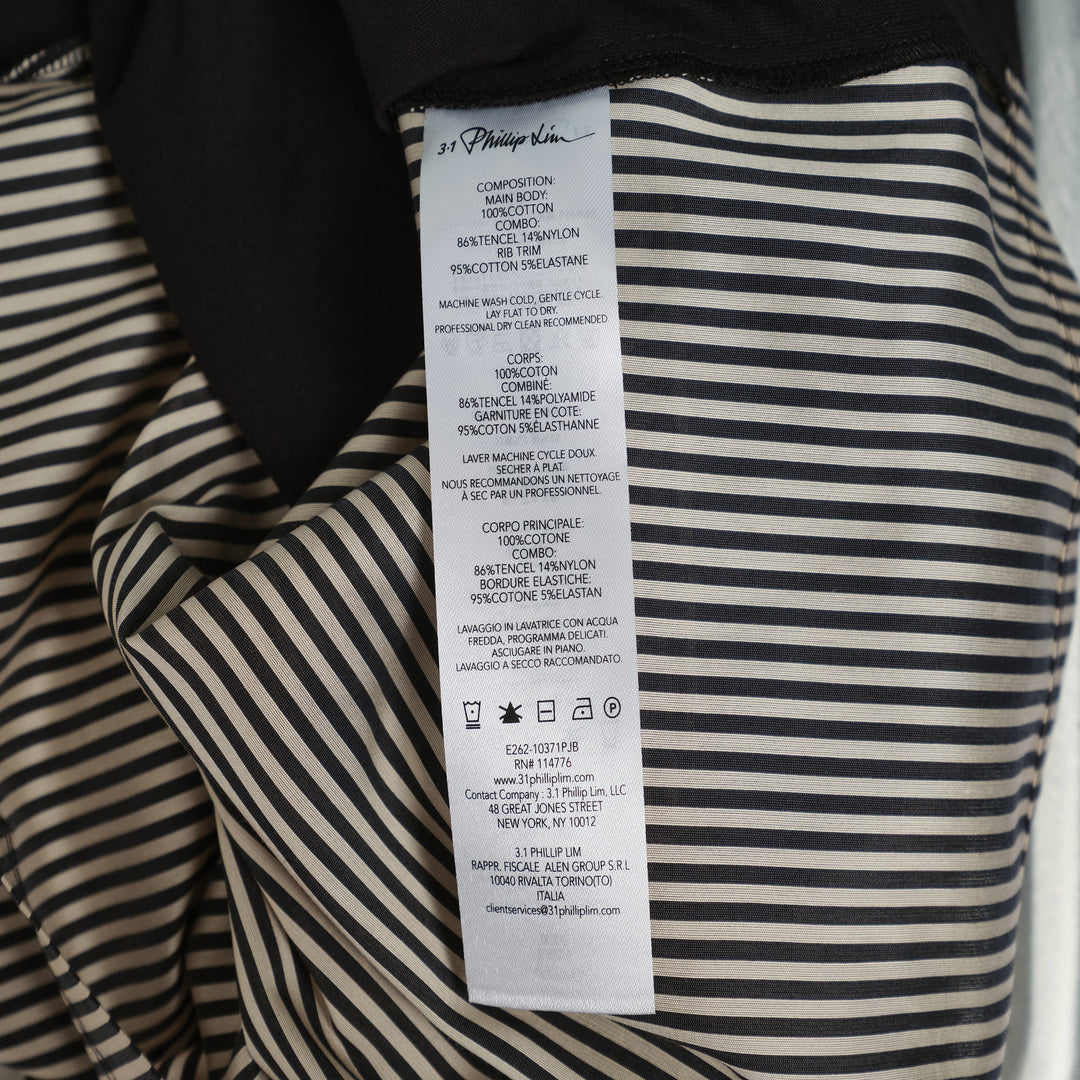 3.1 Phillip Lim
COMPOSITION:
MAIN BODY:
100%COTTON
COMBO:
86%TENCEL 14%NYLON
RIB TRIM
95%COTTON 5%ELASTANE
MACHINE WASH COLD, GENTLE CYCLE.
LAY FLAT TO DRY.
PROFESSIONAL DRY CLEAN RECOMMENDED.
CORPS:
100%COTON
COMBINÉ:
86%TENCEL 14%POLYAMIDE
GARNITURE EN COTE:
95%COTON 5%ÉLASTHANNE
LAVER MACHINE CYCLE DOUX.
SECHER À PLAT.
NOUS RECOMMANDONS UN NETTOYAGE
À SEC PAR UN PROFESSIONNEL.
CORPO PRINCIPALE:
100%COTONE
COMBO:
86%TENCEL 14%NYLON
BORDURE ELASTICHE:
95%COTONE 5%ELASTAN
LAVAGGIO IN LAVATRICE CON ACQUA
FREDDA, PROGRAMMA DELICATI.
ASCIUGARE IN PIANO.
LAVAGGIO A SECCO RACCOMANDATO.
P
E262-10371PJB
RN# 114776
www.31philliplim.com
Contact Company : 3.1 Phillip Lim, LLC
48 GREAT JONES STREET
NEW YORK, NY 10012
3.1 PHILLIP LIM
RAPPR. FISCALE. ALEN GROUP S.R.L
10040 RIVALTA TORINO(TO)
ITALIA
clientservices@31philliplim.com